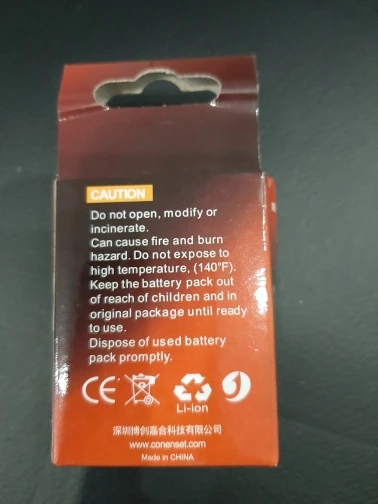 CAUTION
Do not open, modify or
incinerate.
Can cause fire and burn
hazard. Do not expose to
high temperature, (140°F).
Keep the battery pack out
of reach of children and in
original package until ready
to use.
Dispose of used battery
pack promptly.
CE
Li-ion
深圳博创嘉合科技有限公司
www.conenset.com
Made in CHINA